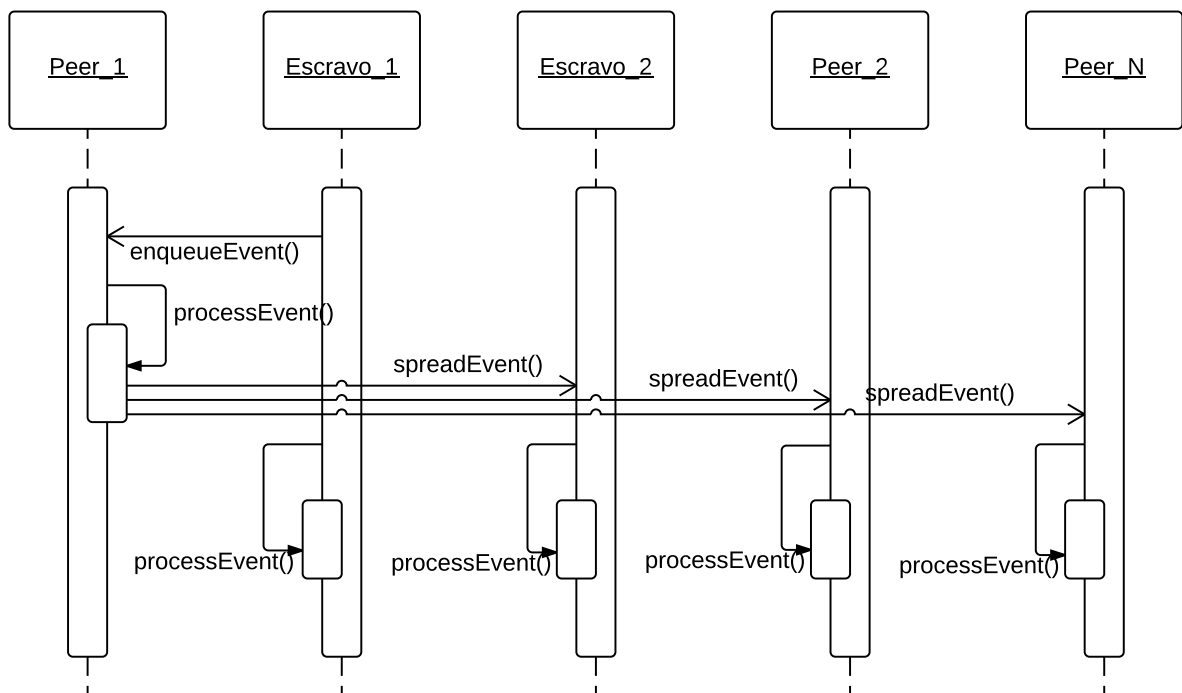 Peer_1
Escravo_1
Escravo_2
Peer_2
Peer_N
enqueueEvent()
processEvent()
spreadEvent()
spreadEvent()
spreadEvent()
processEvent()
processEvent()
processEvent()
processEvent()